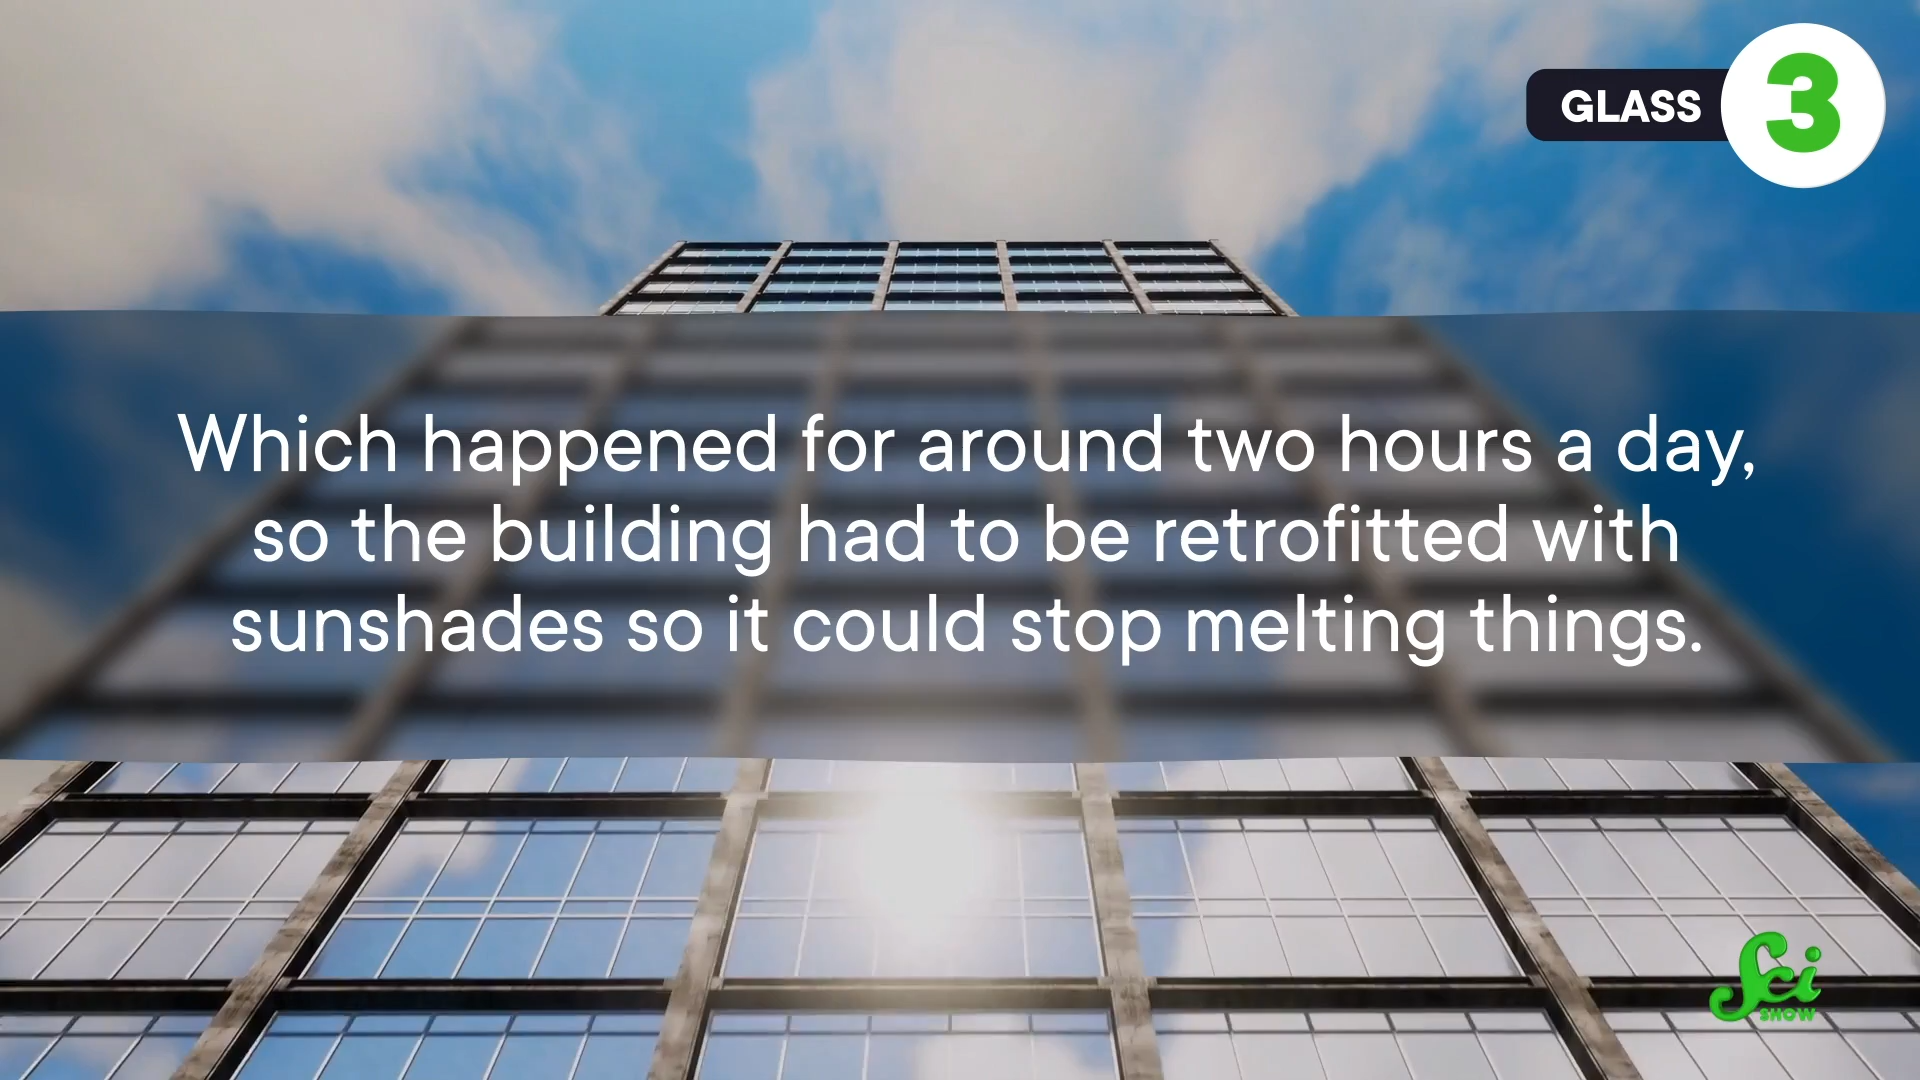 GLASS 3
Which happened for around two hours a day,
so the building had to be retrofitted with
sunshades so it could stop melting things.
Sci
SHOW